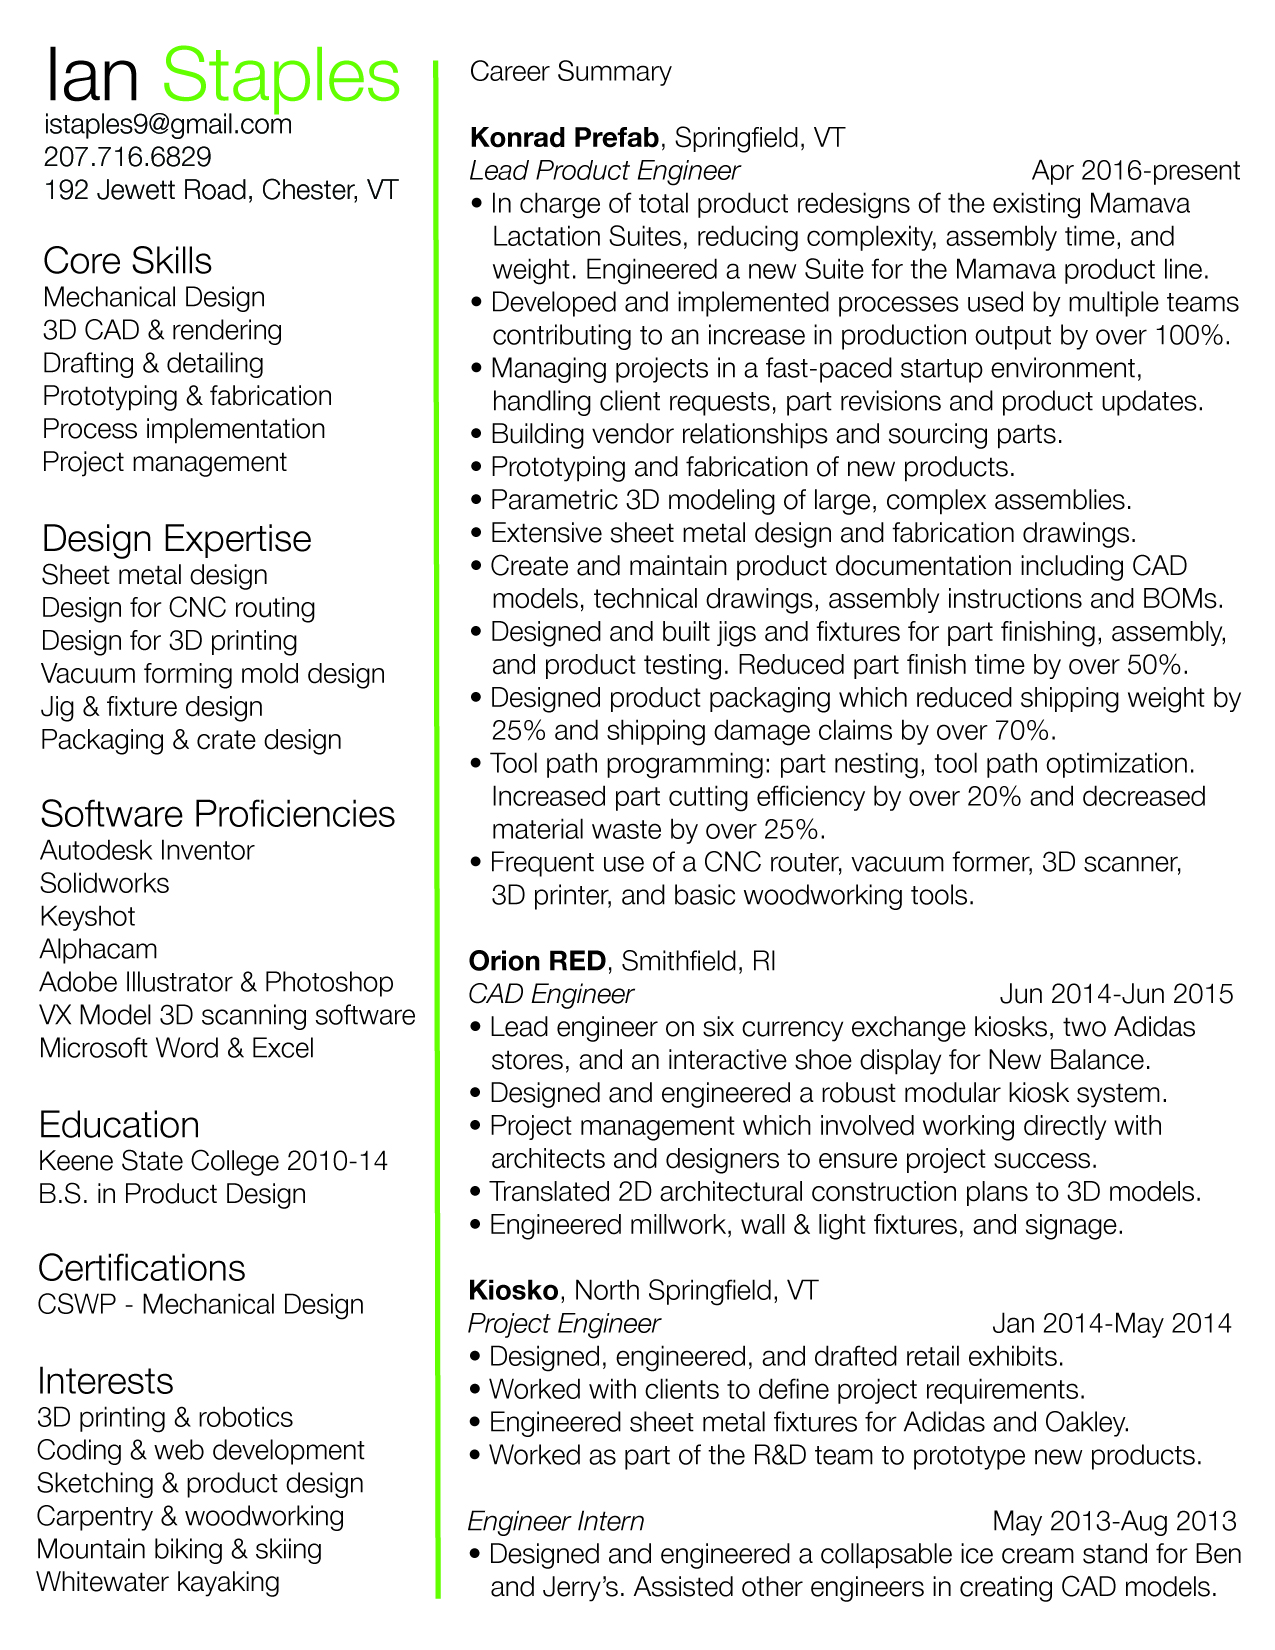 Ian Staples
istaples9@gmail.com
207.716.6829
192 Jewett Road, Chester, VT
Core Skills
Mechanical Design
3D CAD & rendering
Drafting & detailing
Prototyping & fabrication
Process implementation
Project management
Design Expertise
Sheet metal design
Design for CNC routing
Design for 3D printing
Vacuum forming mold design
Jig & fixture design
Packaging & crate design
Software Proficiencies
Autodesk Inventor
Solidworks
Keyshot
Alphacam
Adobe Illustrator & Photoshop
VX Model 3D scanning software
Microsoft Word & Excel
Education
Keene State College 2010-14
B.S. in Product Design
Certifications
CSWP - Mechanical Design
Interests
3D printing & robotics
Coding & web development
Sketching & product design
Carpentry & woodworking
Mountain biking & skiing
Whitewater kayaking
Career Summary
Konrad Prefab, Springfield, VT
Lead Product Engineer Apr 2016-present
• In charge of total product redesigns of the existing Mamava
Lactation Suites, reducing complexity, assembly time, and
weight. Engineered a new Suite for the Mamava product line.
• Developed and implemented processes used by multiple teams
contributing to an increase in production output by over 100%.
• Managing projects in a fast-paced startup environment,
handling client requests, part revisions and product updates.
• Building vendor relationships and sourcing parts.
• Prototyping and fabrication of new products.
• Parametric 3D modeling of large, complex assemblies.
• Extensive sheet metal design and fabrication drawings.
• Create and maintain product documentation including CAD
models, technical drawings, assembly instructions and BOMs.
• Designed and built jigs and fixtures for part finishing, assembly,
and product testing. Reduced part finish time by over 50%.
• Designed product packaging which reduced shipping weight by
25% and shipping damage claims by over 70%.
• Tool path programming: part nesting, tool path optimization.
Increased part cutting efficiency by over 20% and decreased
material waste by over 25%.
• Frequent use of a CNC router, vacuum former, 3D scanner,
3D printer, and basic woodworking tools.
Orion RED, Smithfield, RI
CAD Engineer Jun 2014-Jun 2015
• Lead engineer on six currency exchange kiosks, two Adidas
stores, and an interactive shoe display for New Balance.
• Designed and engineered a robust modular kiosk system.
• Project management which involved working directly with
architects and designers to ensure project success.
• Translated 2D architectural construction plans to 3D models.
• Engineered millwork, wall & light fixtures, and signage.
Kiosko, North Springfield, VT
Project Engineer Jan 2014-May 2014
• Designed, engineered, and drafted retail exhibits.
• Worked with clients to define project requirements.
• Engineered sheet metal fixtures for Adidas and Oakley.
• Worked as part of the R&D team to prototype new products.
Engineer Intern May 2013-Aug 2013
• Designed and engineered a collapsable ice cream stand for Ben
and Jerry's. Assisted other engineers in creating CAD models.